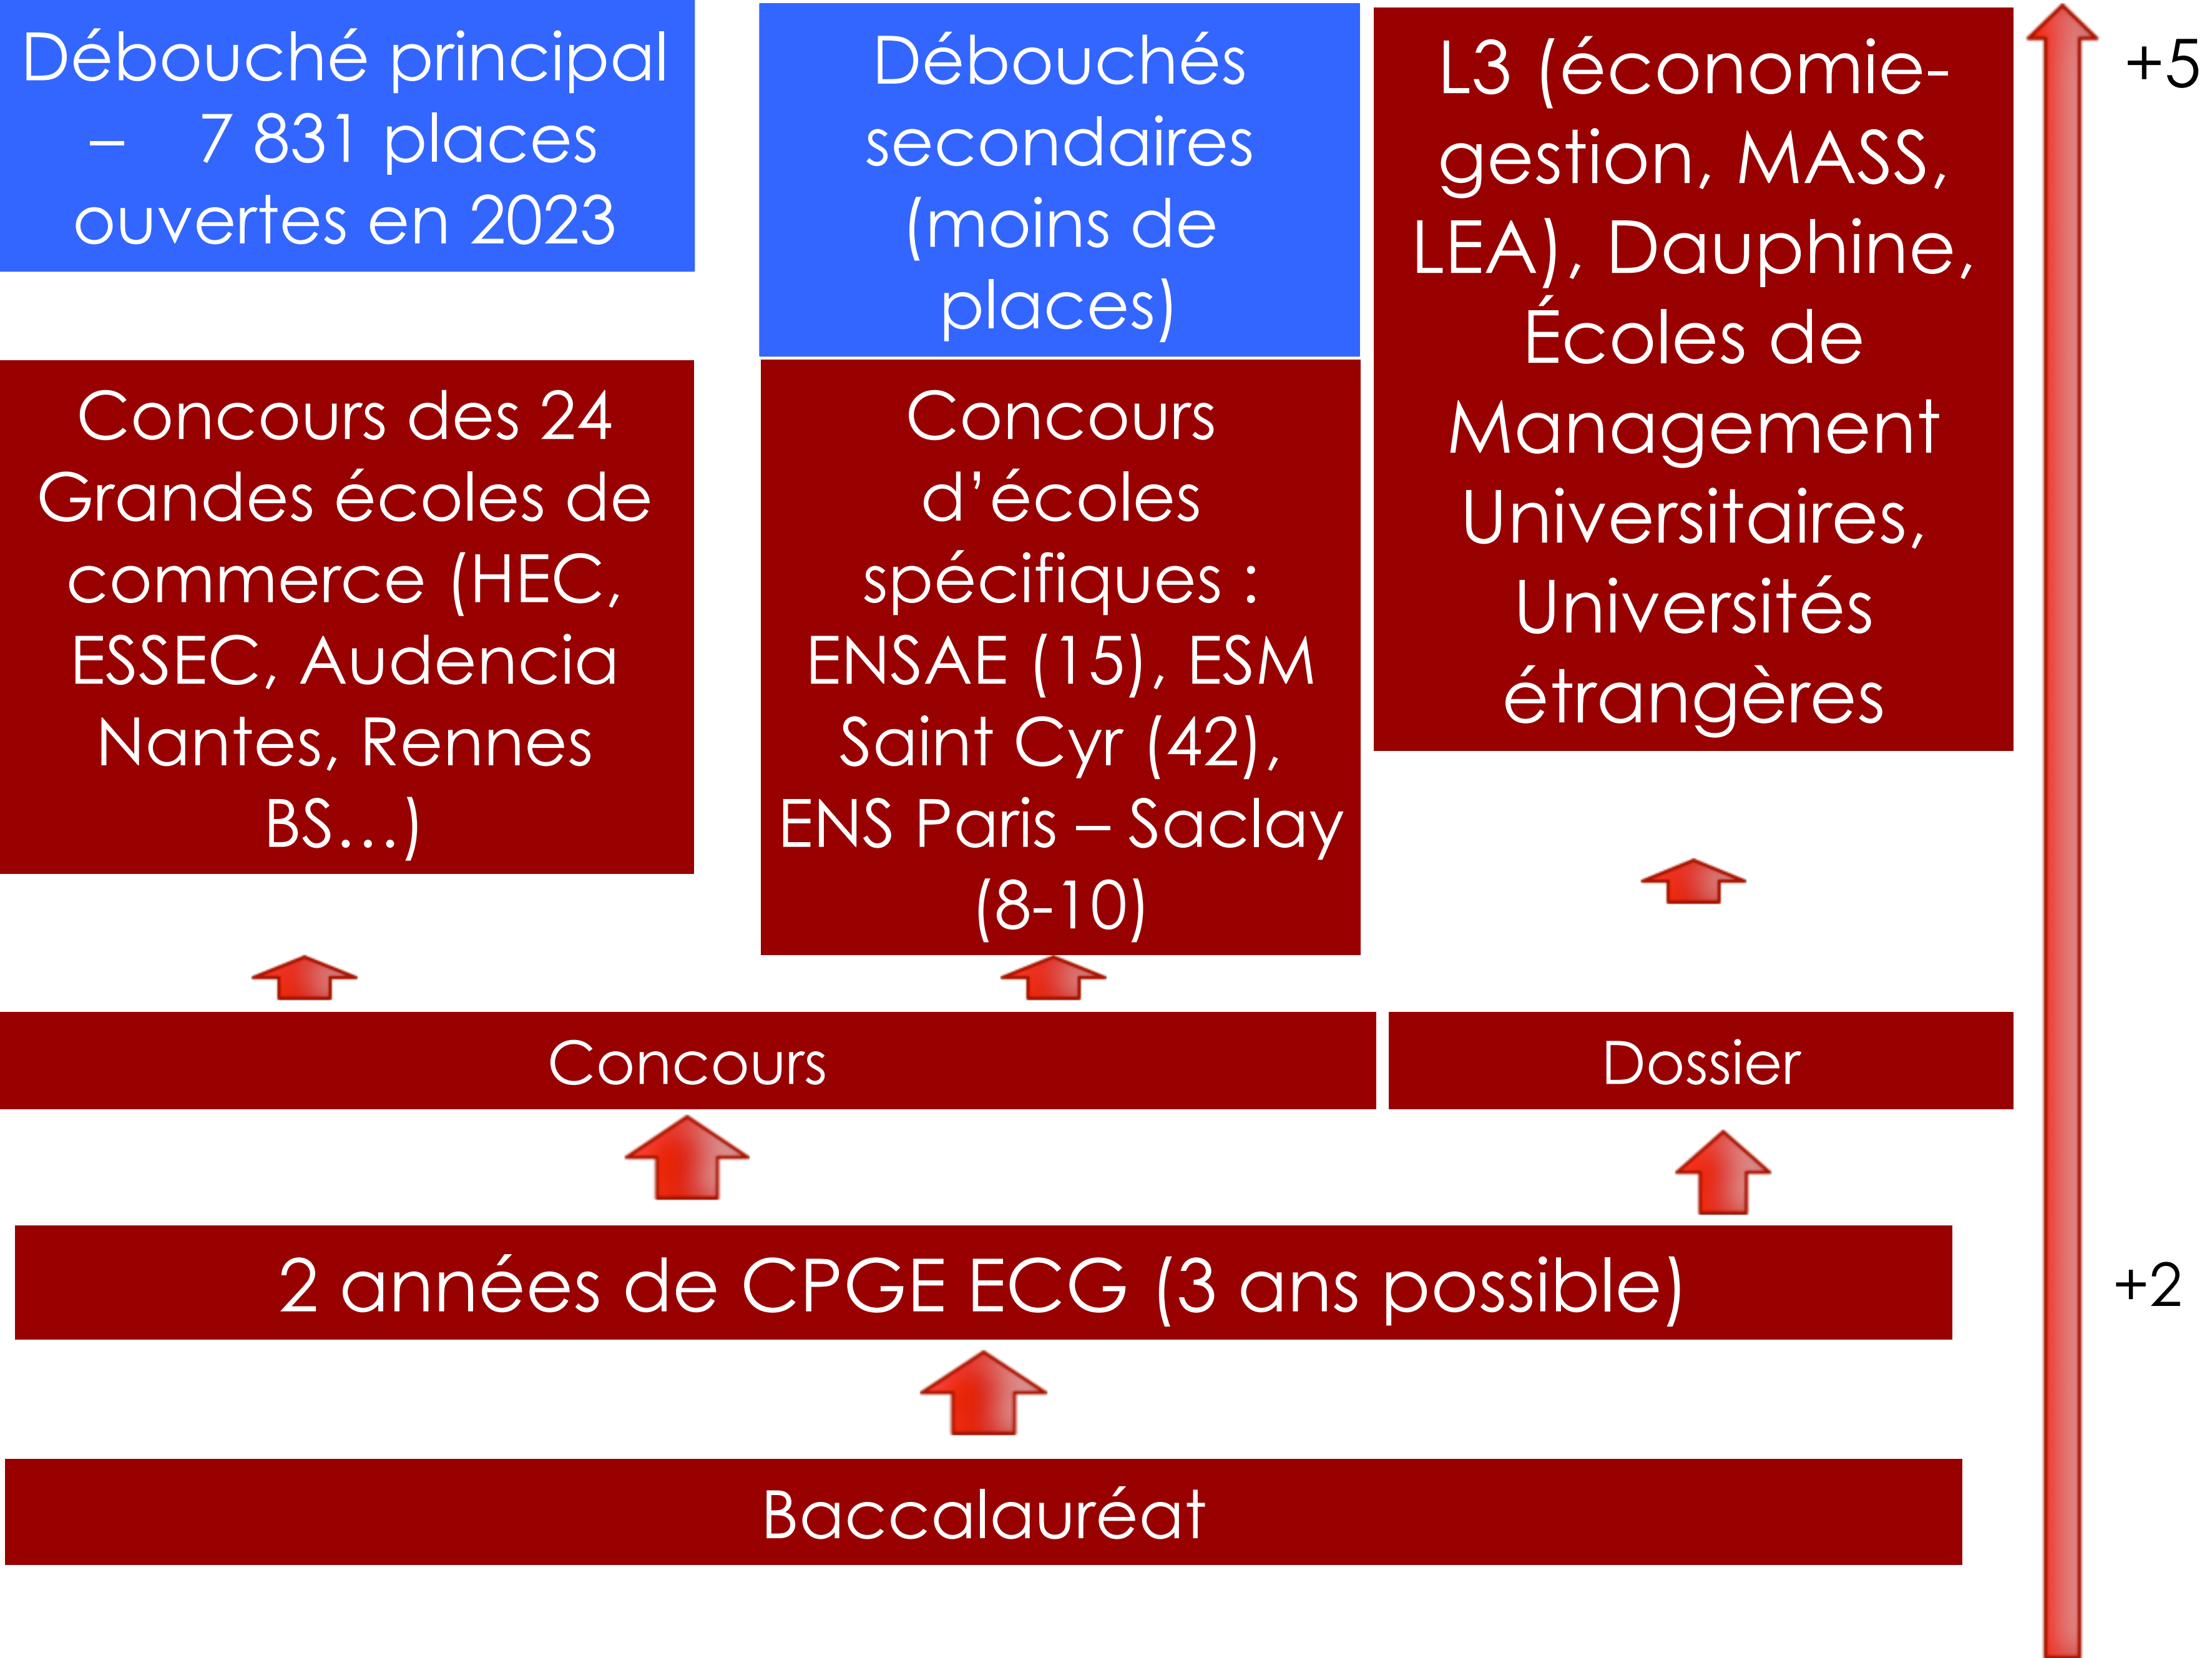 Débouché principal
– 7 831 places
ouvertes en 2023
Débouchés
secondaires
(moins de
places)
L3 (économie-
gestion, MASS,
LEA), Dauphine,
Écoles de
Management
Universitaires,
Universités
étrangères
+5
Concours des 24
Grandes écoles de
commerce (HEC,
ESSEC, Audencia
Nantes, Rennes
BS…)
Concours
d’écoles
spécifiques :
ENSAE (15), ESM
Saint Cyr (42),
ENS Paris – Saclay
(8-10)
Concours
Dossier
2 années de CPGE ECG (3 ans possible)
+2
Baccalauréat